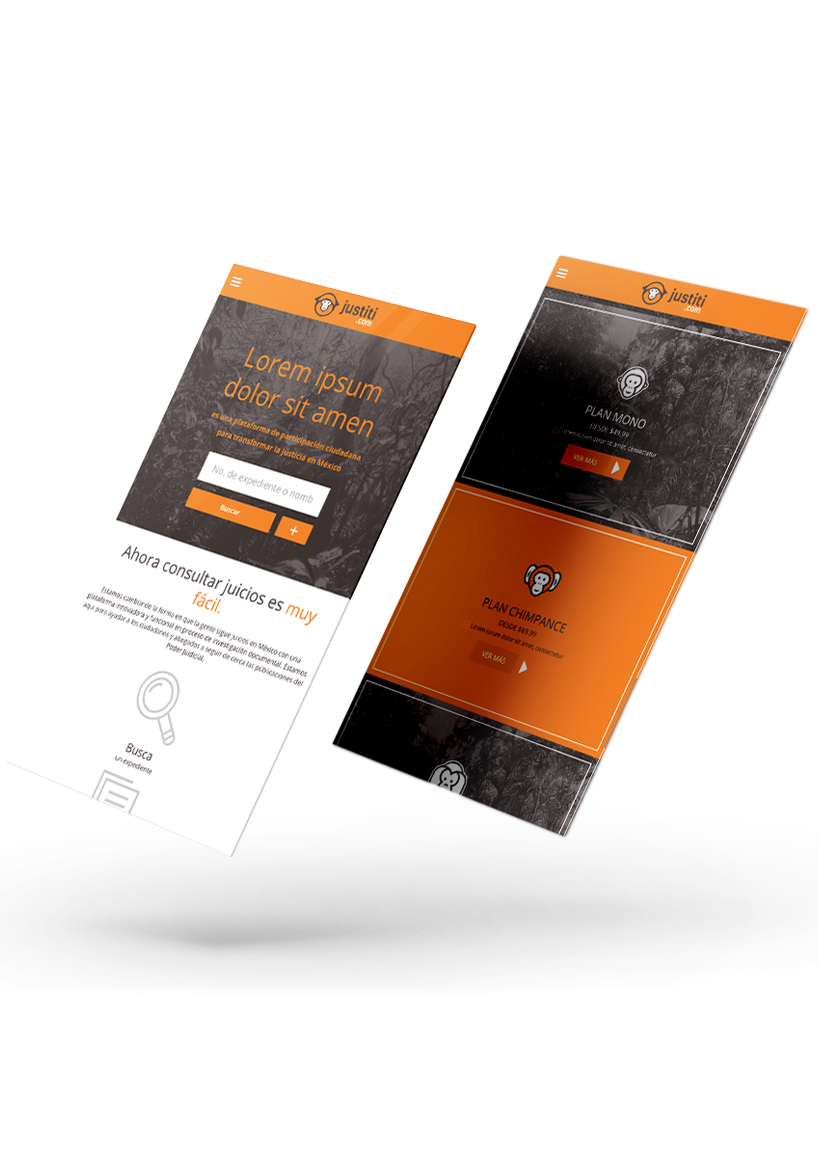 justiti
.com
Lorem ipsum
dolor sit amen
es una plataforma de participación ciudadana
para transformar la justicia en México
No. de expediente o nomb
Buscar
+
Ahora consultar juicios es muy
fácil.
Estamos cambiando la forma en que la gente sigue juicios en México con una
plataforma innovadora y funcional en proceso de investigación documental. Estamos
aquí para ayudar a los ciudadanos y abogados a seguir de cerca las publicaciones del
Poder Judicial.
Busca
un expediente
justiti
.com
PLAN MONO
DESDE $49.99
Lorem ipsum dolor sit amet, consectetur
VER MÁS
PLAN CHIMPANCE
DESDE $69.99
Lorem ipsum dolor sit amet, consectetur
VER MÁS